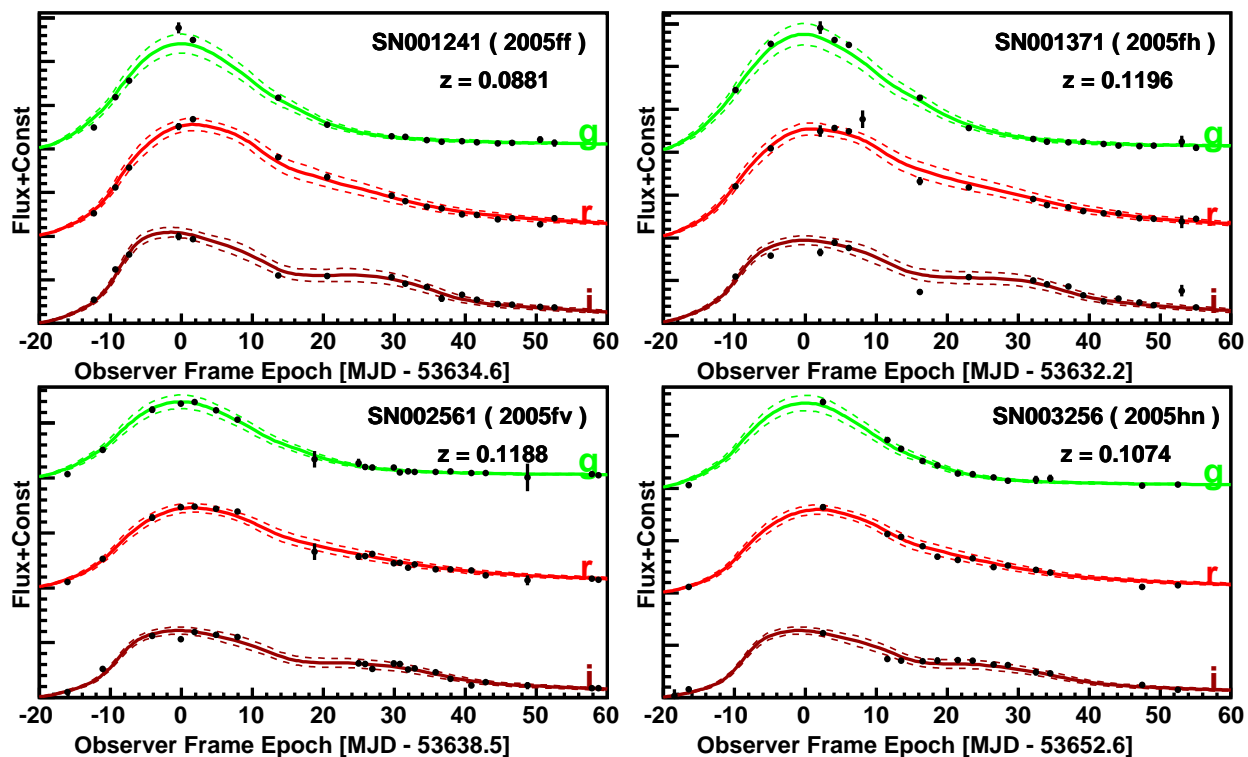 SN001241 ( 2005ff )
z = 0.0881
Flux+Const
g
r
i
-20 -10 0 10 20 30 40 50 60
Observer Frame Epoch [MJD - 53634.6]
SN001371 ( 2005fh )
z = 0.1196
Flux+Const
g
r
i
-20 -10 0 10 20 30 40 50 60
Observer Frame Epoch [MJD - 53632.2]
SN002561 ( 2005fv )
z = 0.1188
Flux+Const
g
r
i
-20 -10 0 10 20 30 40 50 60
Observer Frame Epoch [MJD - 53638.5]
SN003256 ( 2005hn )
z = 0.1074
Flux+Const
g
r
i
-20 -10 0 10 20 30 40 50 60
Observer Frame Epoch [MJD - 53652.6]